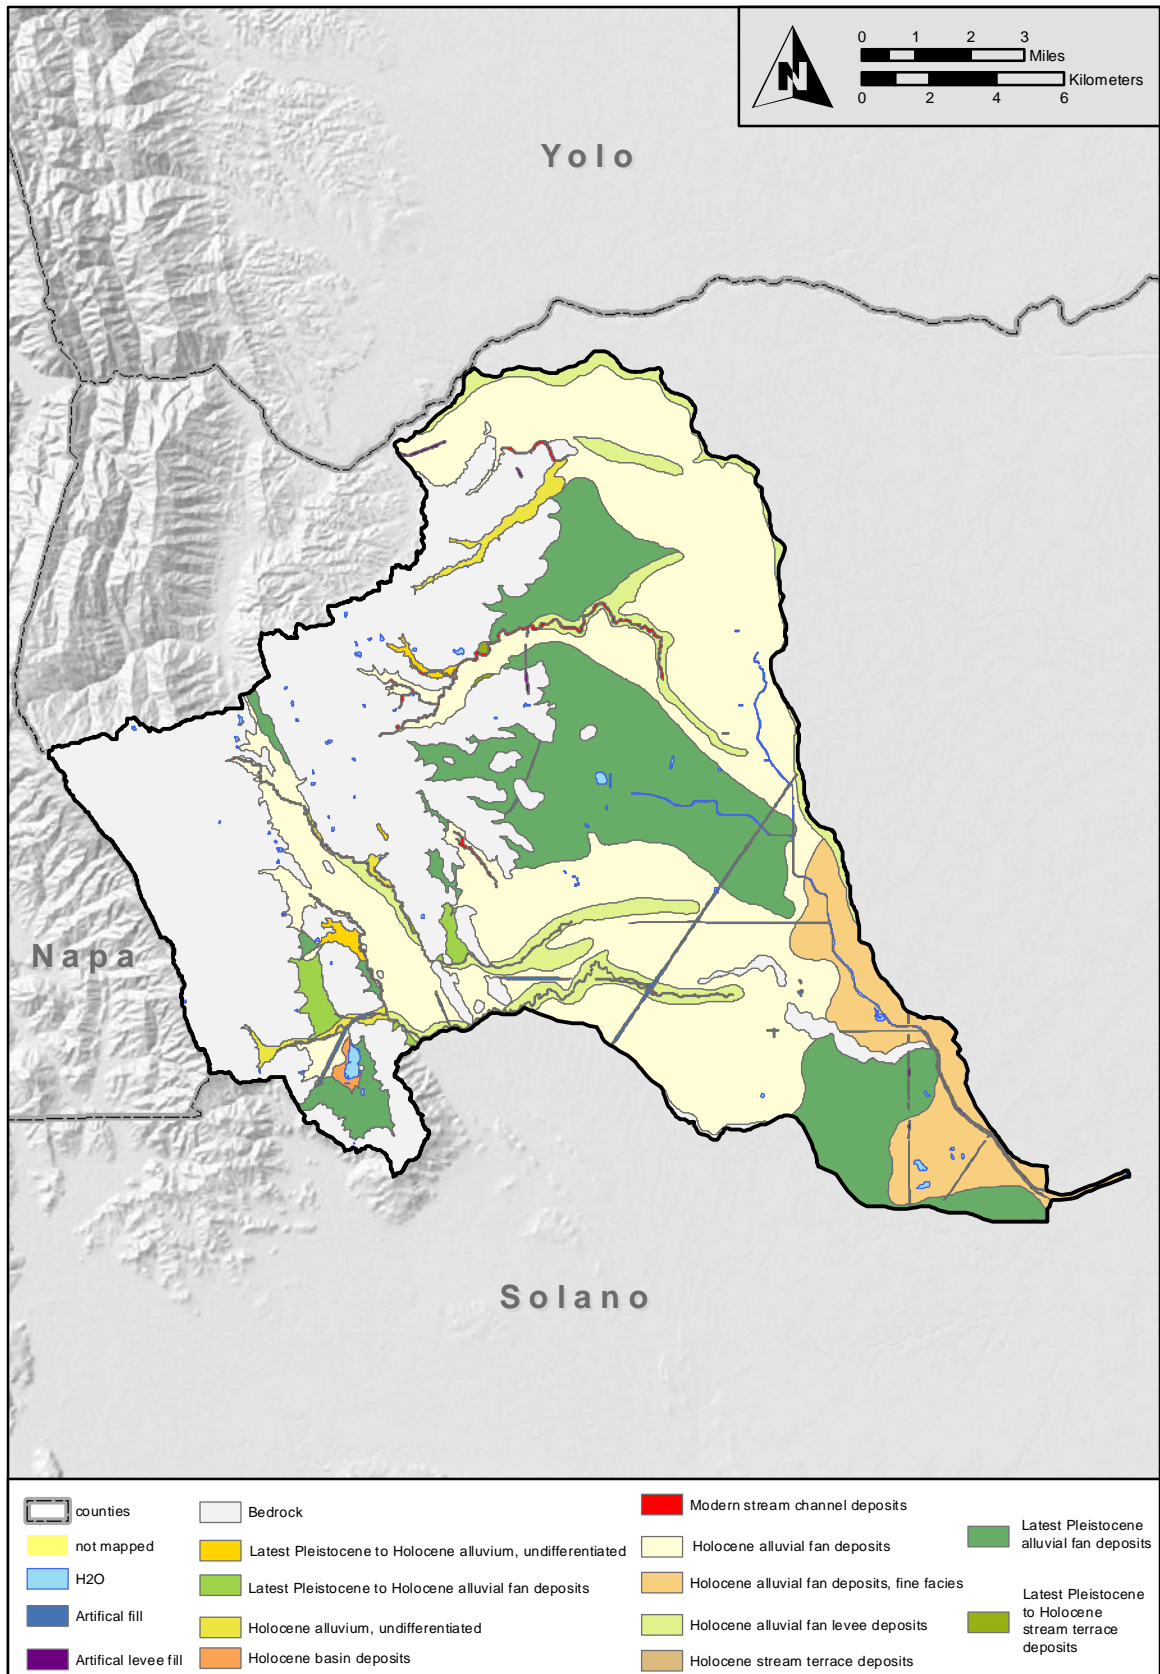 0 1 2 3
Miles
N
Kilometers
0 2 4 6
Yolo
Napa
Solano
counties
not mapped
H2O
Artifical fill
Artifical levee fill
Bedrock
Latest Pleistocene to Holocene alluvium, undifferentiated
Latest Pleistocene to Holocene alluvial fan deposits
Holocene alluvium, undifferentiated
Holocene basin deposits
Modern stream channel deposits
Holocene alluvial fan deposits
Holocene alluvial fan deposits, fine facies
Holocene alluvial fan levee deposits
Holocene stream terrace deposits
Latest Pleistocene
alluvial fan deposits
Latest Pleistocene
to Holocene
stream terrace
deposits